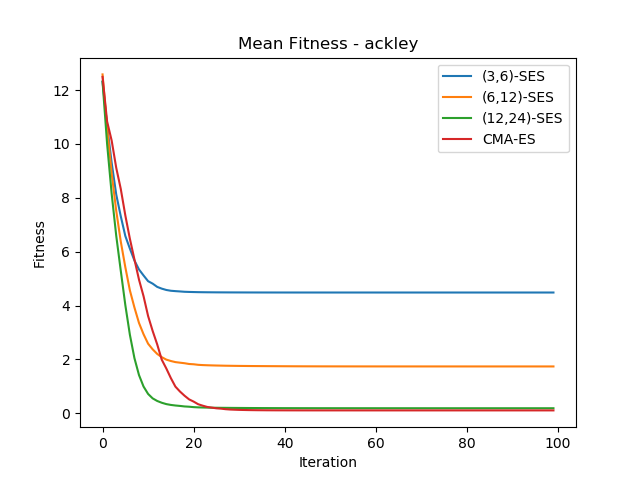 Mean Fitness - ackley
(3,6)-SES
(6,12)-SES
(12,24)-SES
CMA-ES
Fitness
12
10
8
6
4
2
0
0 20 40 60 80 100
Iteration